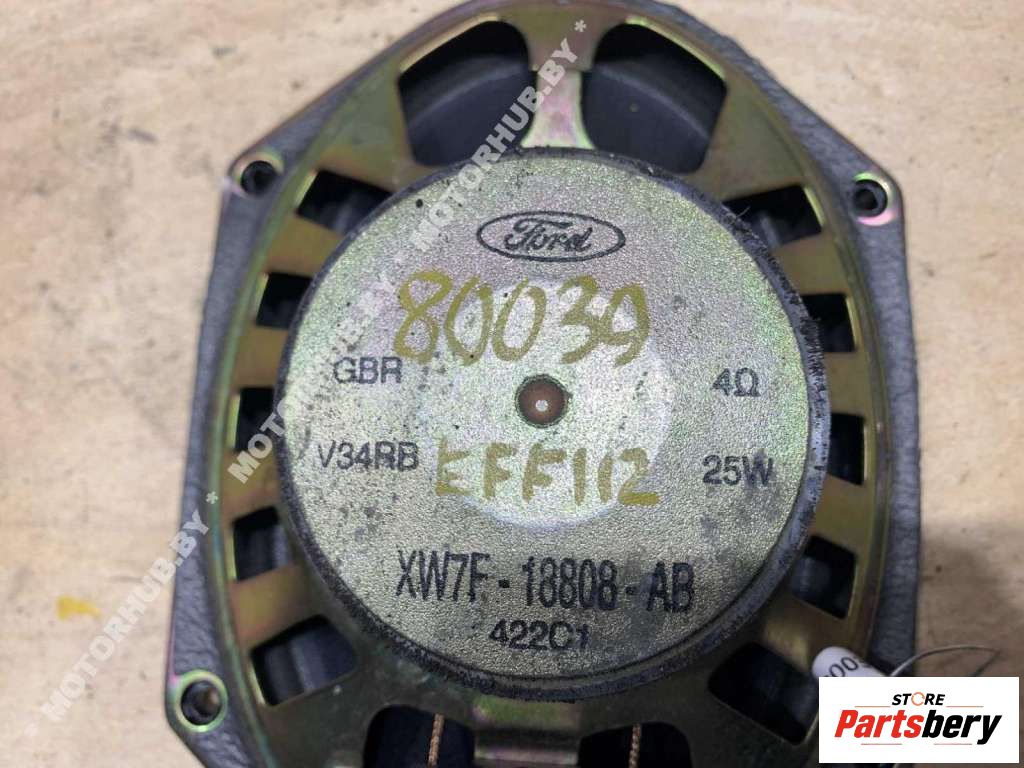 Ford
80039
GBR
4Ω
V34RB
EFF112
25W
XW7F-18808-AB
422C1
MOTORHUB.BY * MOTORHUB.BY * MOTORHUB.BY *
STORE
Partsbery